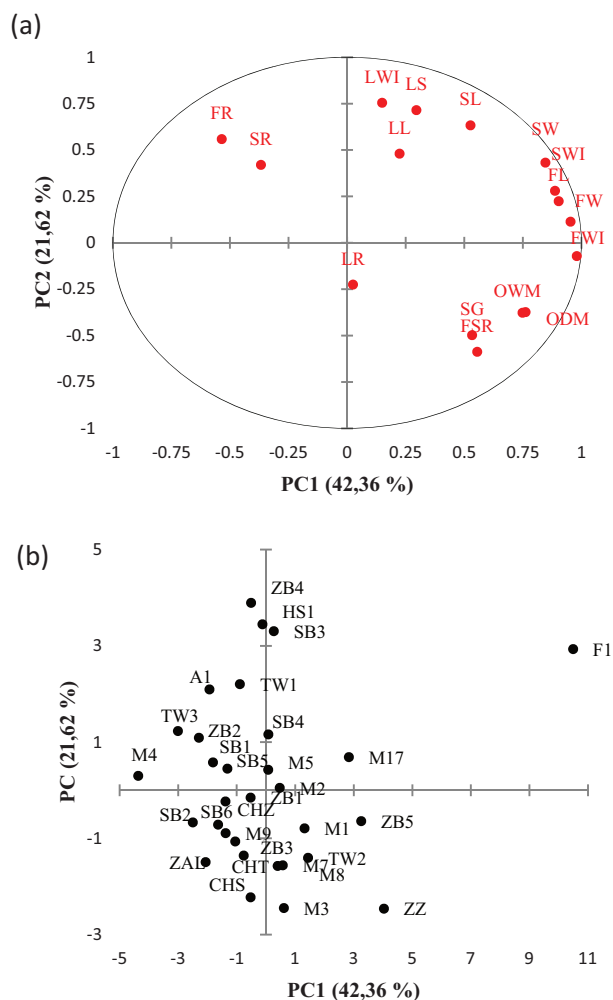 (a)
1
LWI LS
SL
0.75
FR
SR
LL
SW
0.5
SWI
FL
0.25
FW
0
FWI
LR
-0.25
OWM
SG
FSR
ODM
-0.5
-0.75
-1
-1 -0.75 -0.5 -0.25 0 0.25 0.5 0.75 1
PC2 (21,62 %)
PC1 (42,36 %)
(b)
5
ZB4
HS1
SB3
F1
3
A1
TW1
TW3
ZB2
SB4
SB1
1
M4
SB5
M5
M17
M2
ZB1
SB2 SB6 CHZ
M1
ZB5
-1
M9
ZB3
TW2
ZAL
CHT
M7
M8
CHS
M3
ZZ
-3
-5 -3 -1 1 3 5 7 9 11
PC (21,62 %)
PC1 (42,36 %)